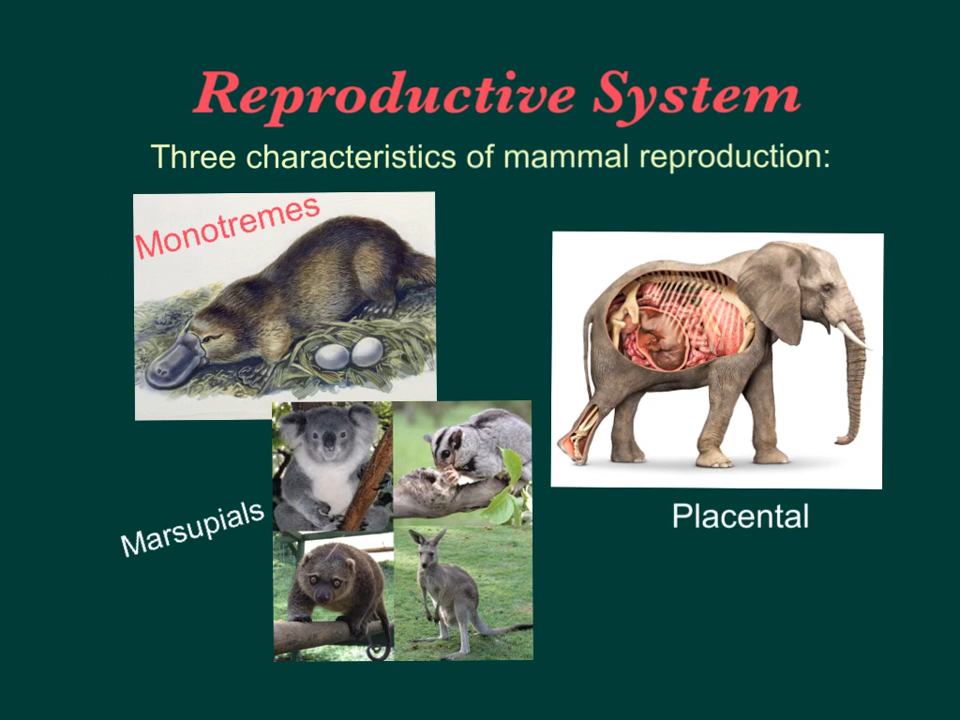 Reproductive System
Three characteristics of mammal reproduction:
Monotremes
Marsupials
Placental